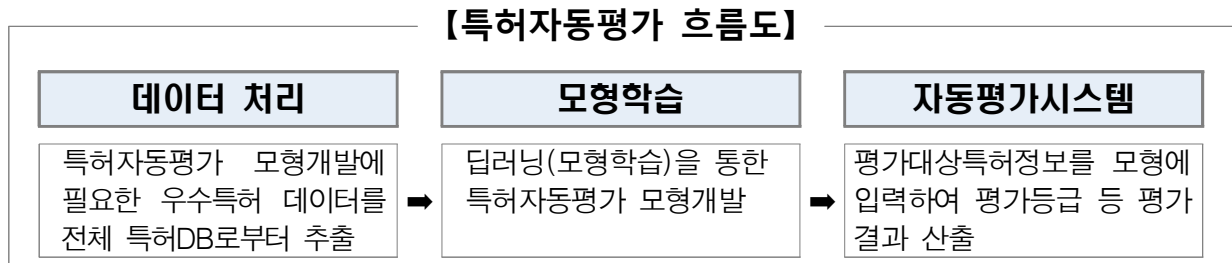 【특허자동평가 흐름도】
데이터 처리
특허자동평가 모형개발에
필요한 우수특허 데이터를
전체 특허DB로부터 추출
➡
모형학습
딥러닝(모형학습)을 통한
특허자동평가 모형개발
➡
자동평가시스템
평가대상특허정보를 모형에
입력하여 평가등급 등 평가
결과 산출